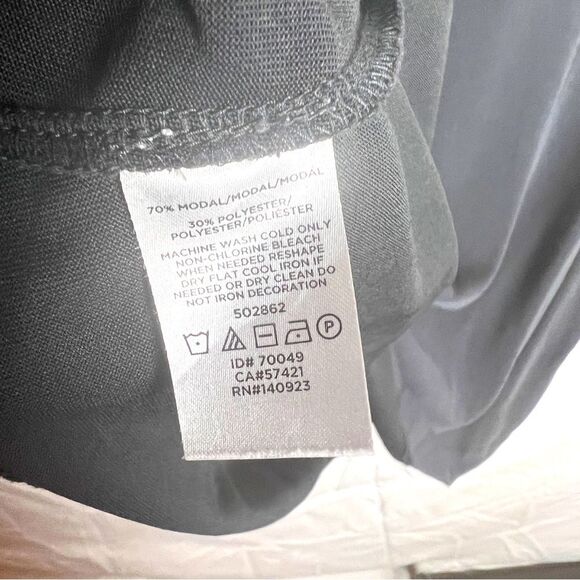 70% MODAL/MODAL/MODAL
30% POLYESTER/
POLYESTER/POLIESTER
MACHINE WASH COLD ONLY
NON-CHLORINE BLEACH
WHEN NEEDED RESHAPE
DRY FLAT COOL IRON IF
NEEDED OR DRY CLEAN DO
NOT IRON DECORATION
502862
P
ID# 70049
CA#57421
RN#140923